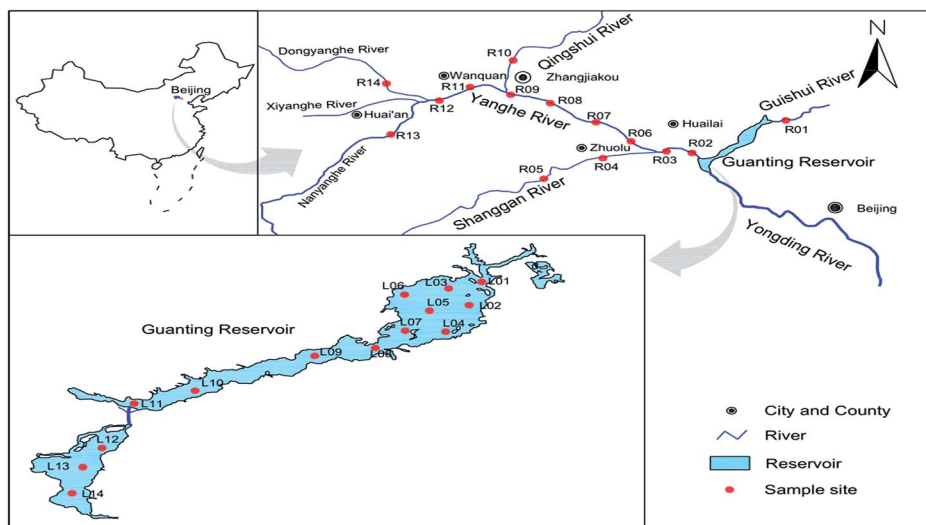 Beijing
Dongyanghe River
R14
Xiyanghe River
Huai'an
R13
Nanyanghe River
R12
R11
Wanquan
R10
Qingshui River
Zhangjiakou
R09
R08
Yanghe River
R07
R06
Zhuolu
R05
R04
Shanggan River
R03
R02
Huailai
Guishui River
R01
Guanting Reservoir
Beijing
Yongding River
N
Guanting Reservoir
L01
L02
L03
L04
L05
L06
L07
L08
L09
L10
L11
L12
L13
L14
City and County
River
Reservoir
Sample site